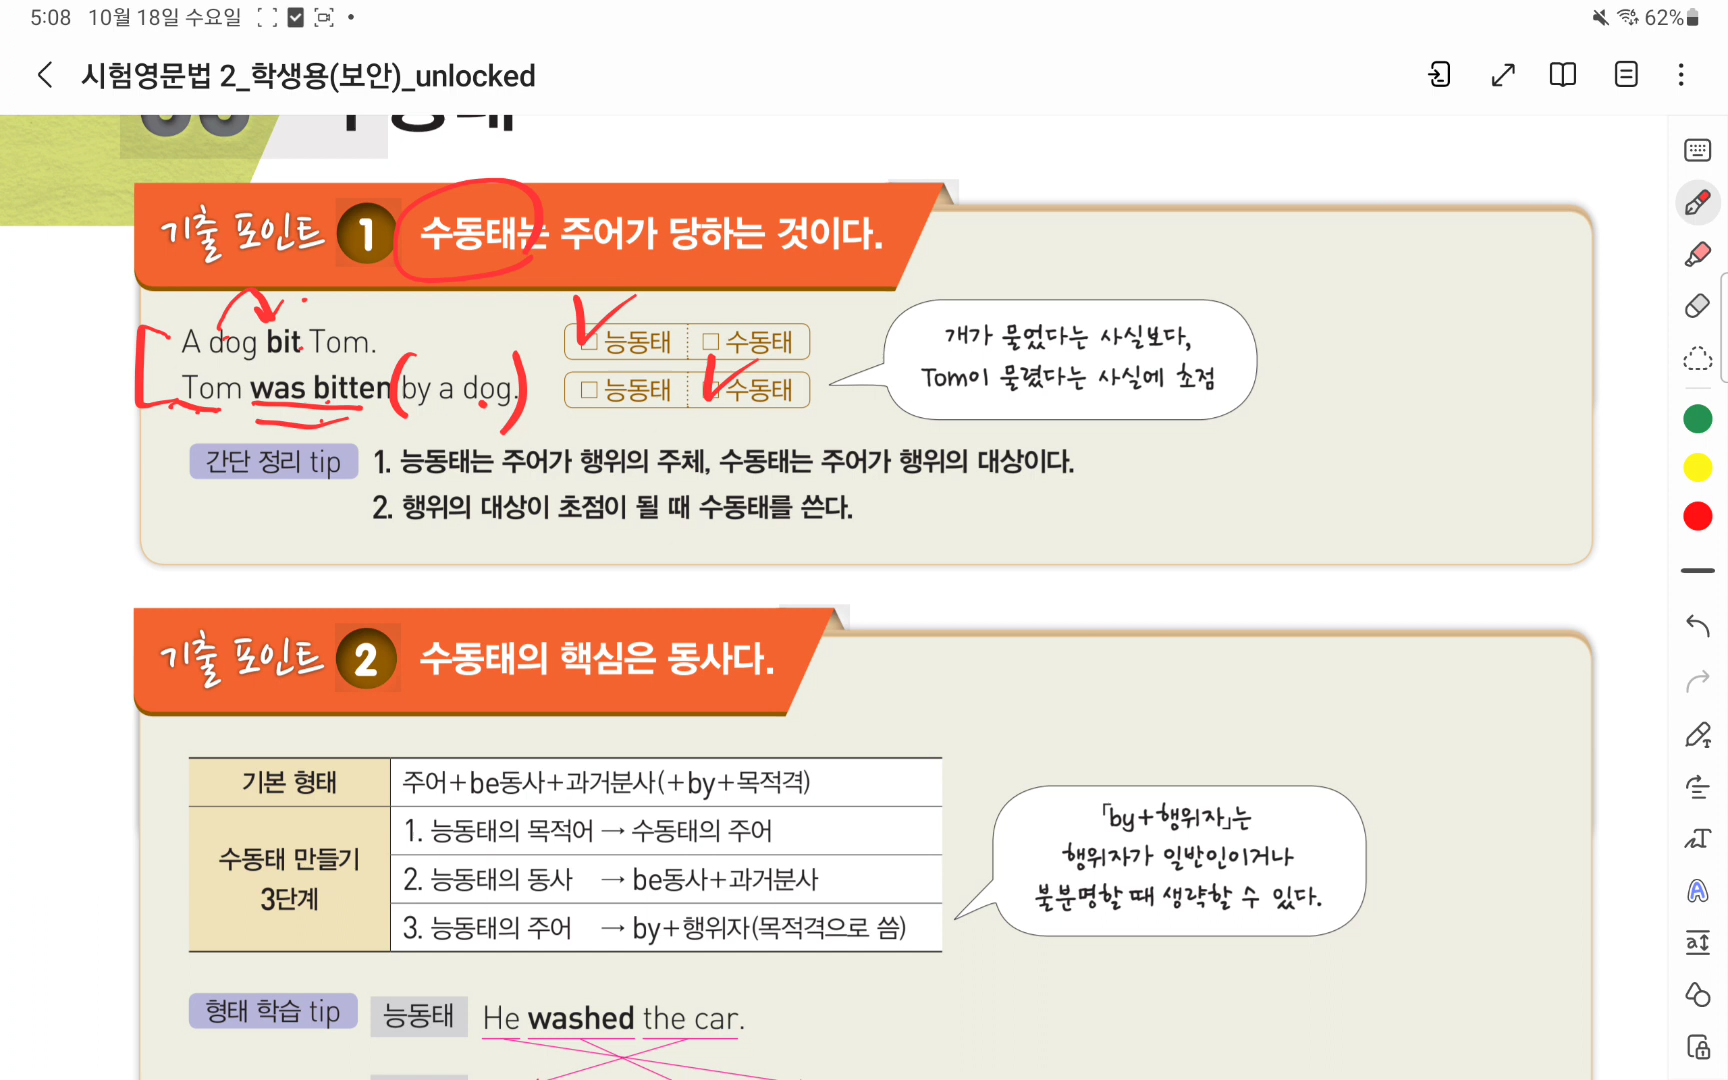 5:08 10월 18일 수요일
62%
시험영문법 2_학생용(보안)_unlocked
기출 포인트 1 수동태는 주어가 당하는 것이다.
A dog bit Tom. □ 능동태 □ 수동태
Tom was bitten by a dog. □ 능동태 □ 수동태
개가 물었다는 사실보다,
Tom이 물렸다는 사실에 초점
간단 정리 tip 1. 능동태는 주어가 행위의 주체, 수동태는 주어가 행위의 대상이다.
2. 행위의 대상이 초점이 될 때 수동태를 쓴다.
기출 포인트 2 수동태의 핵심은 동사다.
기본 형태 주어+be동사+과거분사(+by+목적격)
수동태 만들기
3단계
1. 능동태의 목적어 → 수동태의 주어
2. 능동태의 동사 → be동사+과거분사
3. 능동태의 주어 → by+행위자(목적격으로 씀)
「by+행위자」는
행위자가 일반인이거나
불분명할 때 생략할 수 있다.
형태 학습 tip 능동태 He washed the car.